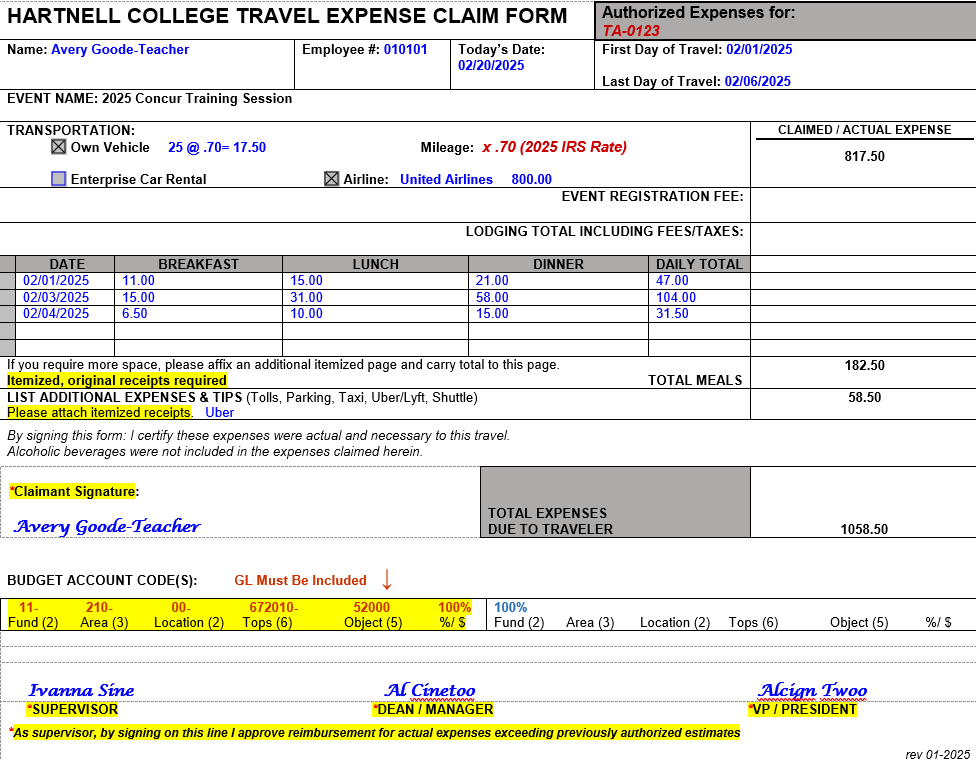 HARTNELL COLLEGE TRAVEL EXPENSE CLAIM FORM
Authorized Expenses for:
TA-0123
Name: Avery Goode-Teacher
Employee #: 010101
Today's Date:
02/20/2025
First Day of Travel: 02/01/2025
Last Day of Travel: 02/06/2025
EVENT NAME: 2025 Concur Training Session
TRANSPORTATION:
CLAIMED / ACTUAL EXPENSE
Own Vehicle 25 @ .70= 17.50 Mileage: x .70 (2025 IRS Rate)
817.50
Enterprise Car Rental Airline: United Airlines 800.00
EVENT REGISTRATION FEE:
LODGING TOTAL INCLUDING FEES/TAXES:
DATE BREAKFAST LUNCH DINNER DAILY TOTAL
02/01/2025 11.00 15.00 21.00 47.00
02/03/2025 15.00 31.00 58.00 104.00
02/04/2025 6.50 10.00 15.00 31.50
If you require more space, please affix an additional itemized page and carry total to this page.
182.50
Itemized, original receipts required TOTAL MEALS
LIST ADDITIONAL EXPENSES & TIPS (Tolls, Parking, Taxi, Uber/Lyft, Shuttle)
58.50
Please attach itemized receipts. Uber
By signing this form: I certify these expenses were actual and necessary to this travel.
Alcoholic beverages were not included in the expenses claimed herein.
*Claimant Signature:
Avery Goode-Teacher
TOTAL EXPENSES
DUE TO TRAVELER
1058.50
BUDGET ACCOUNT CODE(S): GL Must Be Included ↓
11- 210- 00- 672010- 52000 100% 100%
Fund (2) Area (3) Location (2) Tops (6) Object (5) %/ $ Fund (2) Area (3) Location (2) Tops (6) Object (5) %/ $
Ivanna Sine Al Cinetoo Alcign Twoo
*SUPERVISOR *DEAN / MANAGER *VP / PRESIDENT
*As supervisor, by signing on this line I approve reimbursement for actual expenses exceeding previously authorized estimates
rev 01-2025